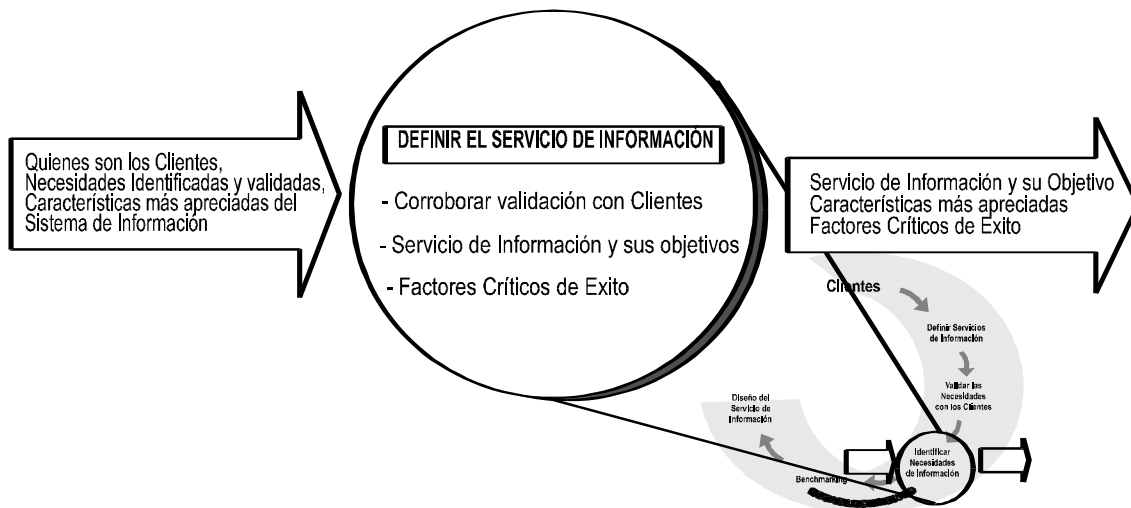 Quienes son los Clientes,
Necesidades Identificadas y validadas,
Características más apreciadas del
Sistema de Información
DEFINIR EL SERVICIO DE INFORMACIÓN
- Corroborar validación con Clientes
- Servicio de Información y sus objetivos
- Factores Críticos de Exito
Servicio de Información y su Objetivo
Características más apreciadas
Factores Críticos de Exito
Clientes
Definir Servicios
de Información
Validar las
Necesidades
con los Clientes
Identificar
Necesidades
de Información
Benchmarking
Diseño del
Servicio de
Información